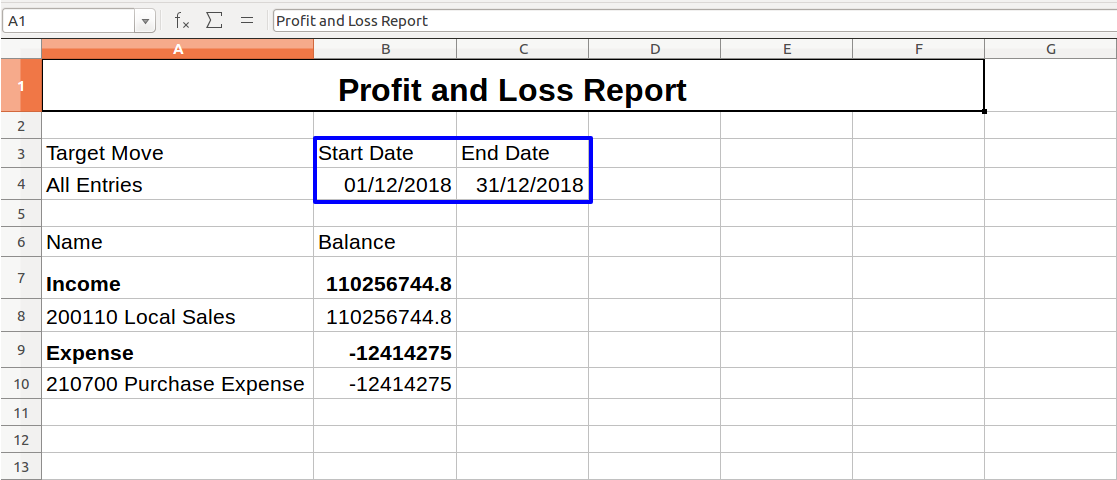 A1 fx Σ = Profit and Loss Report
A B C D E F G
1 Profit and Loss Report
2
3 Target Move Start Date End Date
4 All Entries 01/12/2018 31/12/2018
5
6 Name Balance
7 Income 110256744.8
8 200110 Local Sales 110256744.8
9 Expense -12414275
10 210700 Purchase Expense -12414275
11
12
13